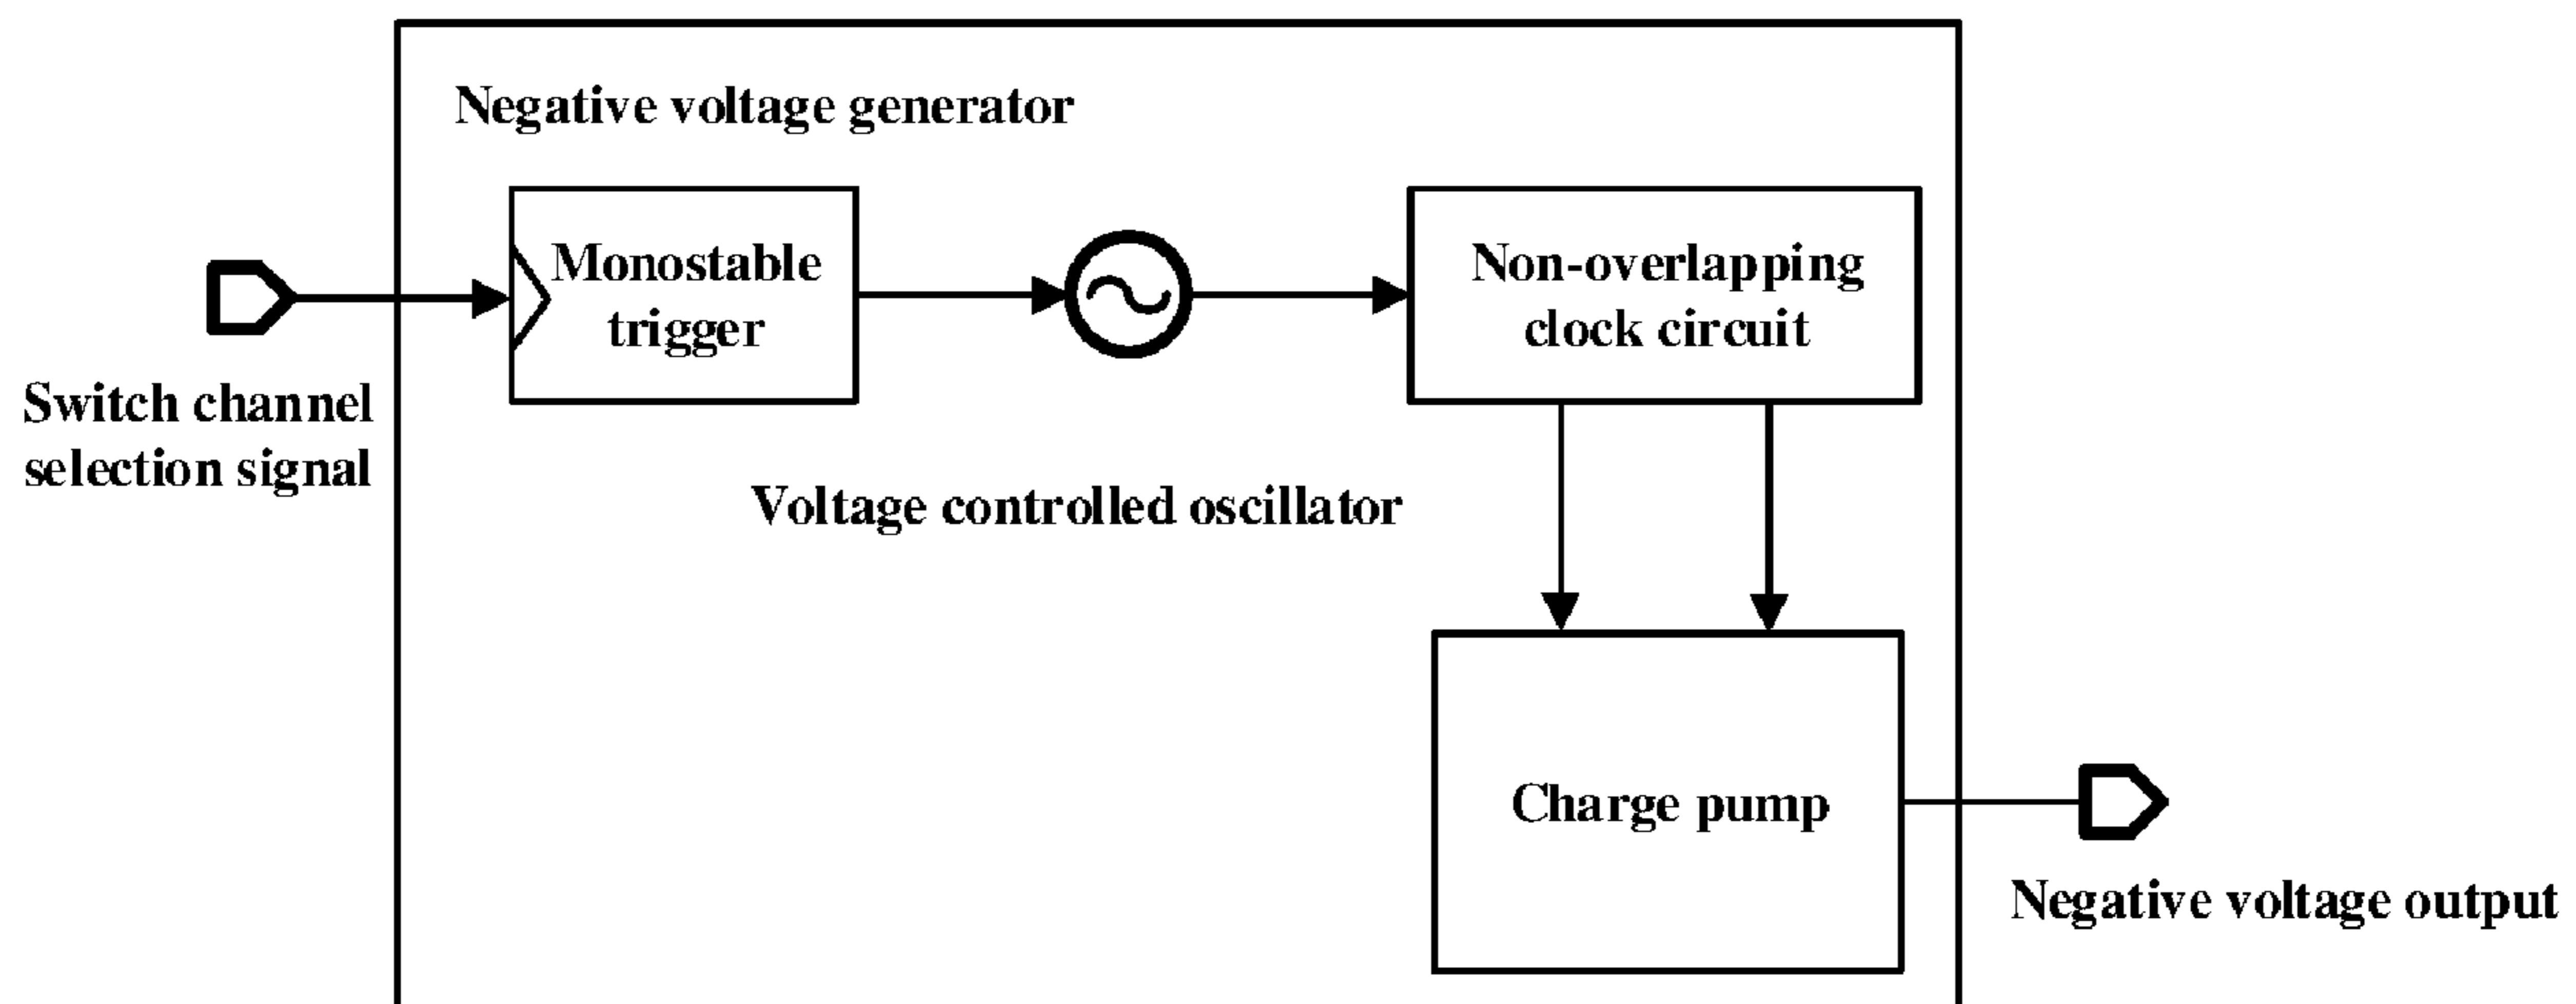 Negative voltage generator
Monostable
trigger
Non-overlapping
clock circuit
Switch channel
selection signal
Voltage controlled oscillator
Charge pump
Negative voltage output